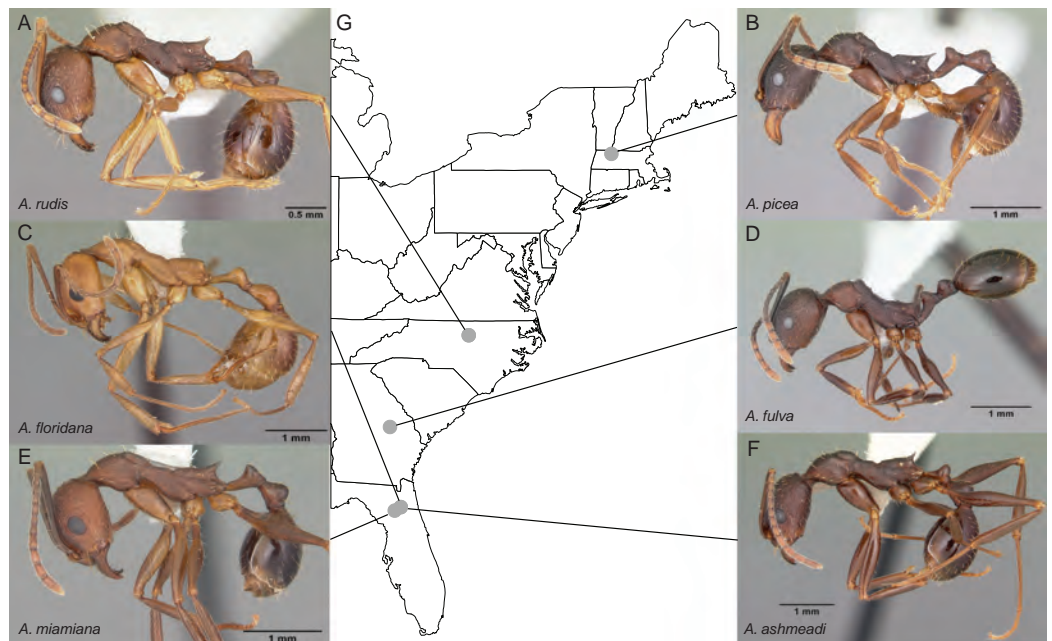 A
A. rudis
0.5 mm
G
B
A. picea
1 mm
C
A. floridana
1 mm
D
A. fulva
1 mm
E
A. miamiana
1 mm
F
1 mm
A. ashmeadi